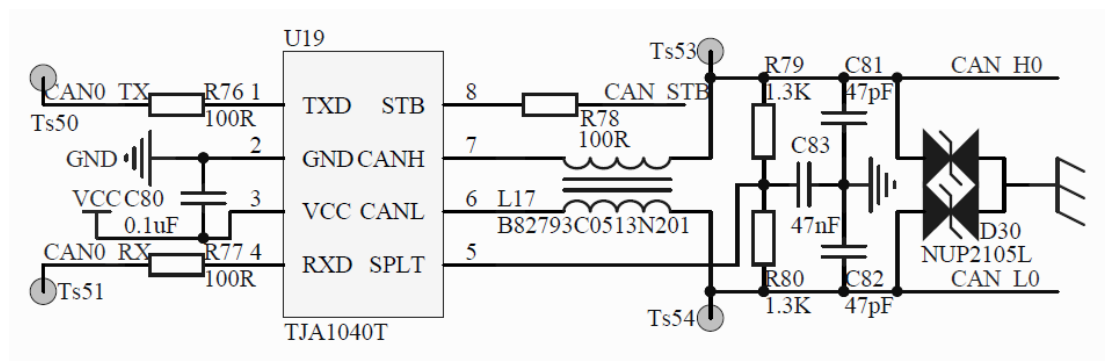 U19
Ts53
R79
C81
CAN_H0
1.3K
47pF
CAN0_TX
R76
1
TXD
STB
8
CAN_STB
Ts50
100R
R78
100R
GND
2
GND
CANH
7
C83
VCC
C80
3
VCC
CANL
6
L17
0.1uF
B82793C0513N201
47nF
D30
CAN0_RX
R77
4
RXD
SPLT
5
NUP2105L
100R
Ts51
R80
C82
CAN_L0
1.3K
47pF
Ts54
TJA1040T